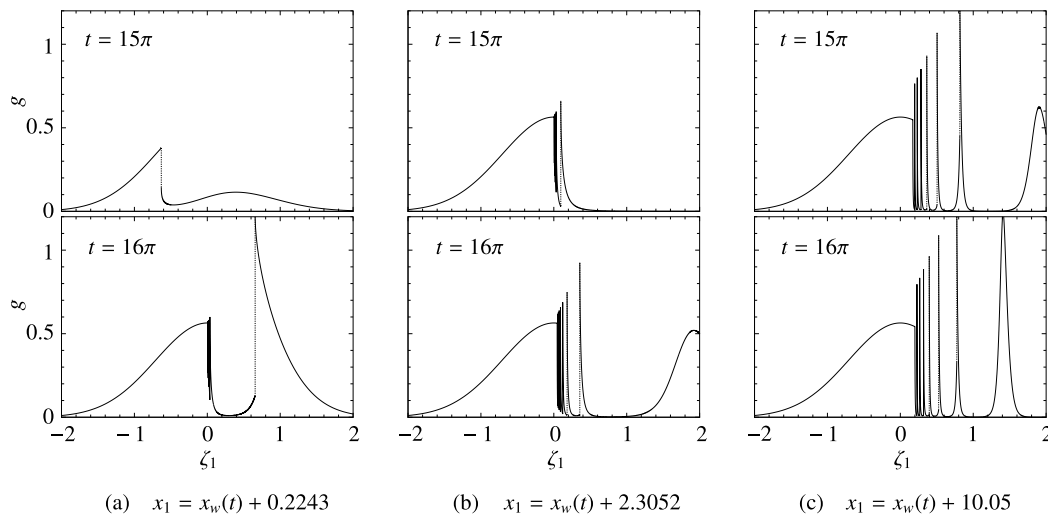 1
t = 15π
t = 15π
t = 15π
g
0.5
0
1
t = 16π
t = 16π
t = 16π
g
0.5
0
−2 −1 0 1 2 −2 −1 0 1 2 −2 −1 0 1 2
ζ1 ζ1 ζ1
(a) x1 = xw(t) + 0.2243 (b) x1 = xw(t) + 2.3052 (c) x1 = xw(t) + 10.05